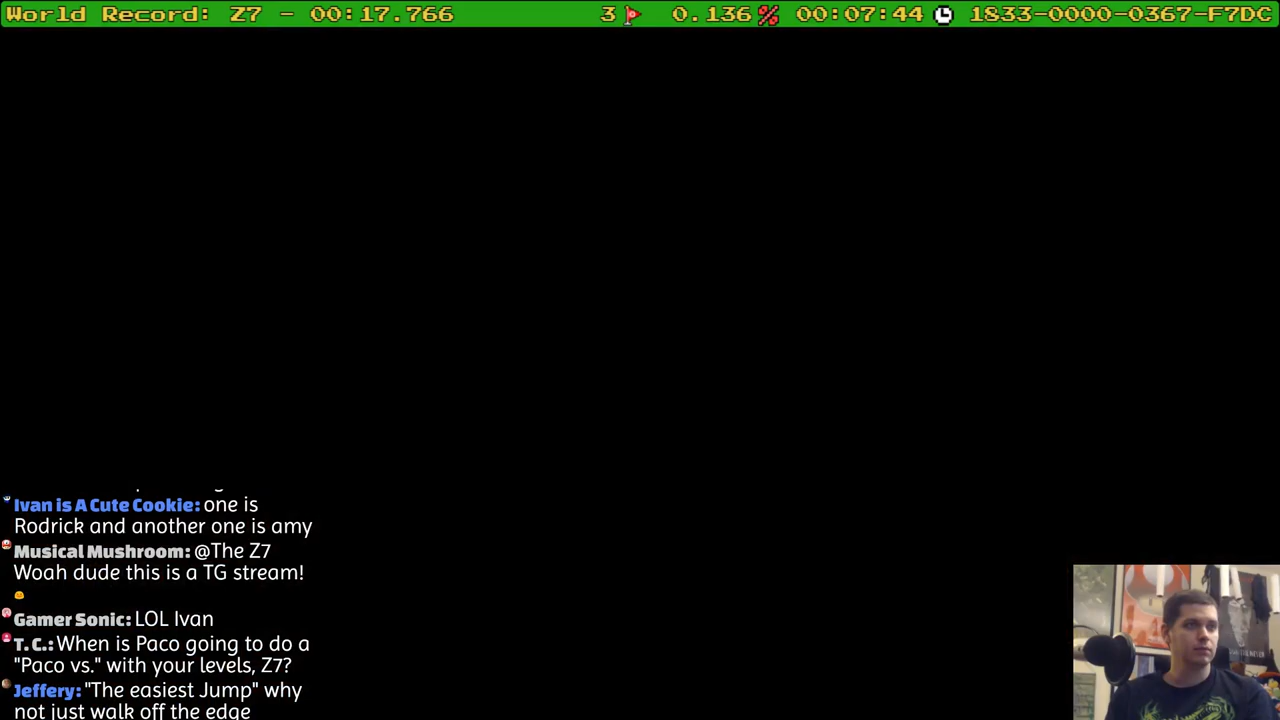 World Record: Z7 - 00:17.766 3 0.136% 00:07:44 1833-0000-0367-F7DC
Ivan is A Cute Cookie: one is
Rodrick and another one is amy
Musical Mushroom: @The Z7
Woah dude this is a TG stream!
Gamer Sonic: LOL Ivan
T. C.: When is Paco going to do a
"Paco vs." with your levels, Z7?
Jeffery: "The easiest Jump" why
not just walk off the edge